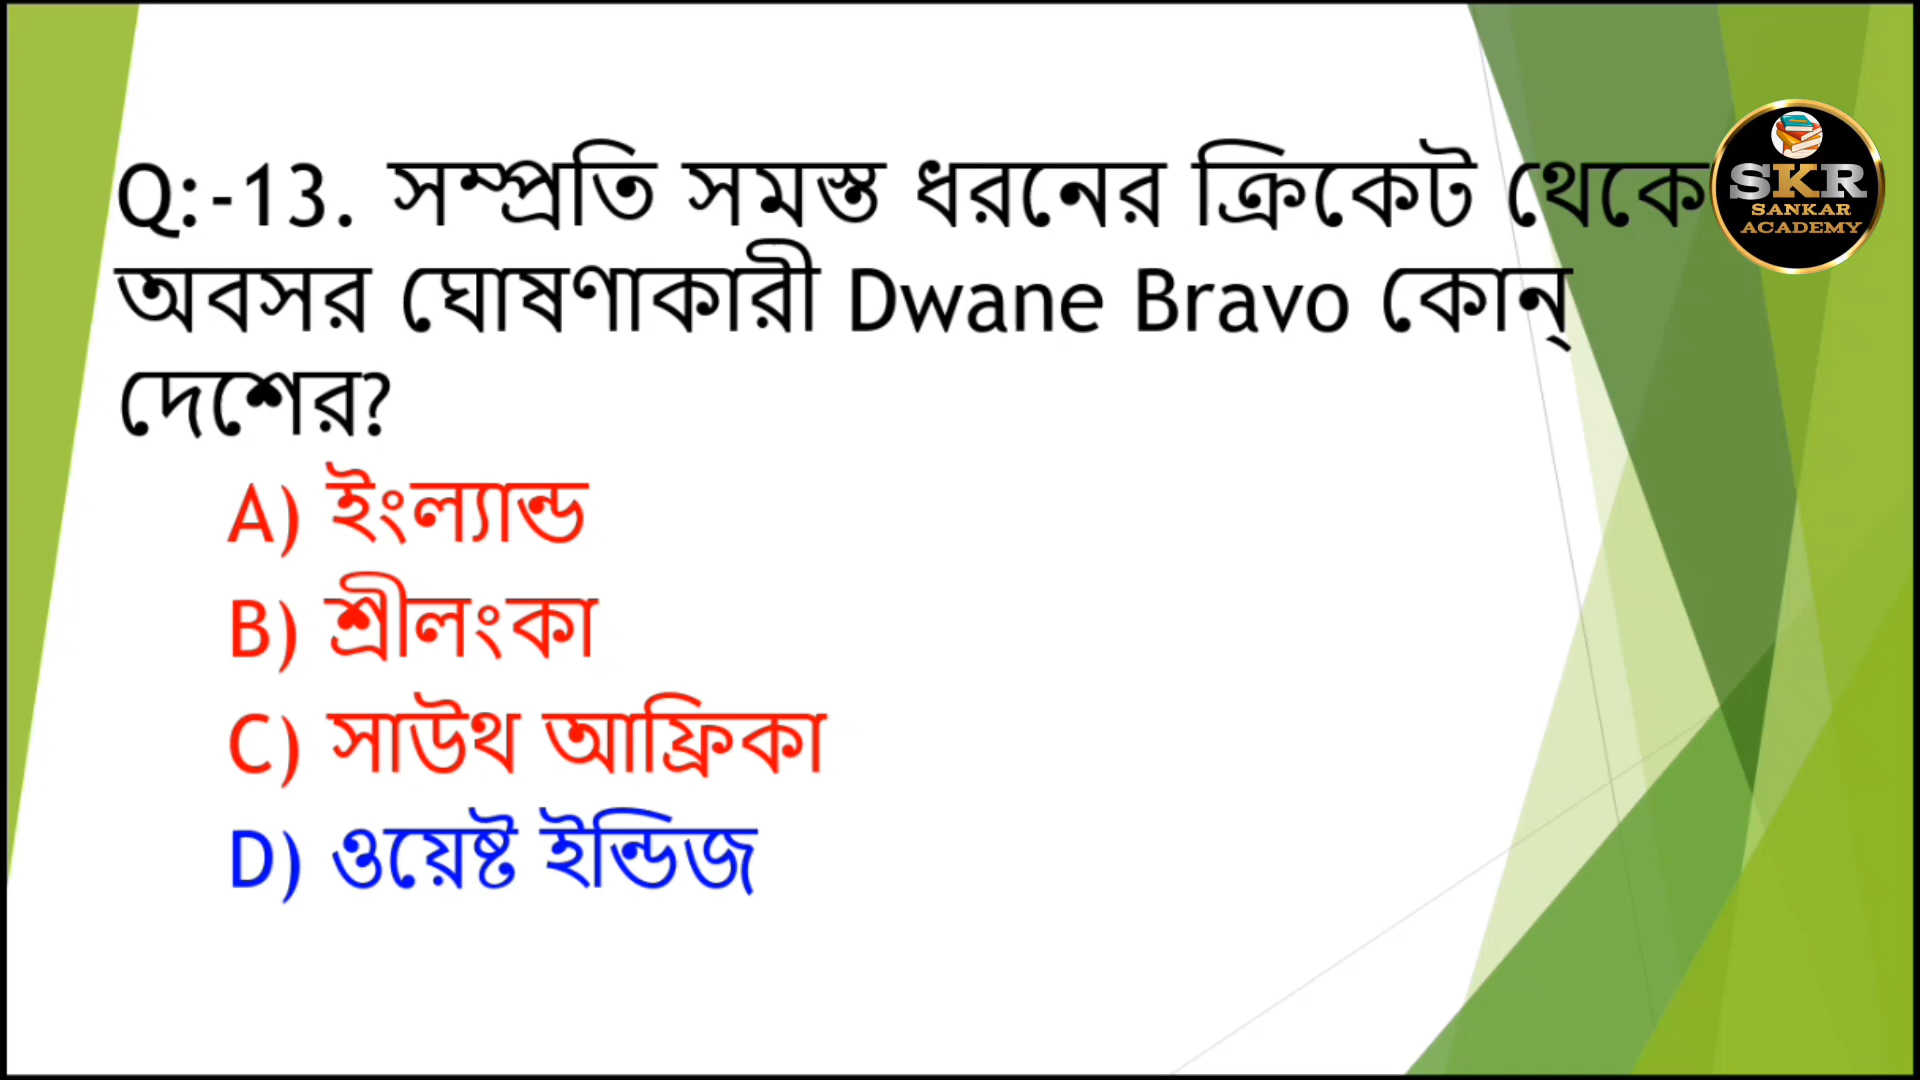 Q:-13. সম্প্রতি সমস্ত ধরনের ক্রিকেট থেকে
অবসর ঘোষণাকারী Dwane Bravo কোন্
দেশের?
A) ইংল্যান্ড
B) শ্রীলংকা
C) সাউথ আফ্রিকা
D) ওয়েষ্ট ইন্ডিজ
SKR
SANKAR
ACADEMY